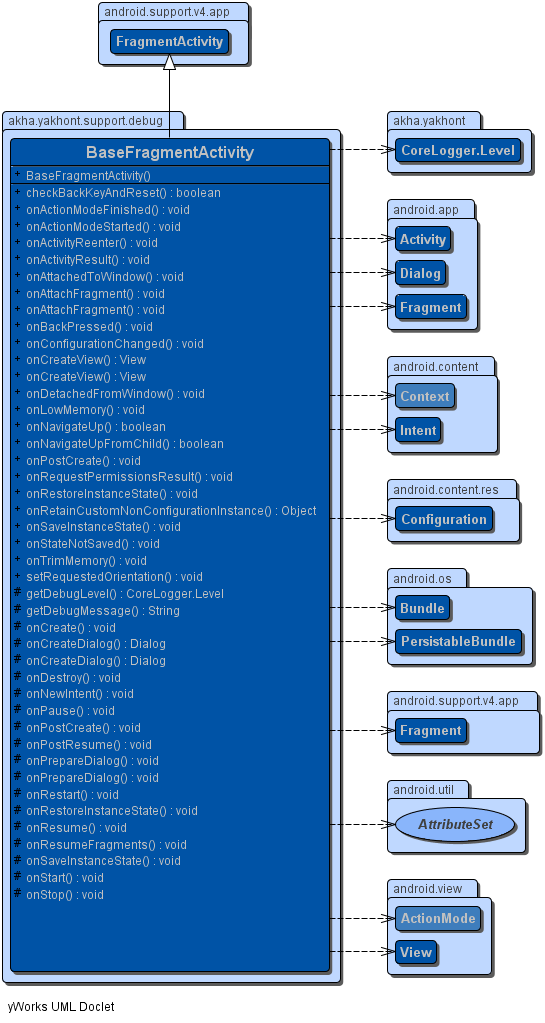 android.support.v4.app
FragmentActivity
akha.yakhont.support.debug
BaseFragmentActivity
+ BaseFragmentActivity()
+ checkBackKeyAndReset() : boolean
+ onActionModeFinished() : void
+ onActionModeStarted() : void
+ onActivityReenter() : void
+ onActivityResult() : void
+ onAttachedToWindow() : void
+ onAttachFragment() : void
+ onAttachFragment() : void
+ onBackPressed() : void
+ onConfigurationChanged() : void
+ onCreateView() : View
+ onCreateView() : View
+ onDetachedFromWindow() : void
+ onLowMemory() : void
+ onNavigateUp() : boolean
+ onNavigateUpFromChild() : boolean
+ onPostCreate() : void
+ onRequestPermissionsResult() : void
+ onRestoreInstanceState() : void
+ onRetainCustomNonConfigurationInstance() : Object
+ onSaveInstanceState() : void
+ onStateNotSaved() : void
+ onTrimMemory() : void
+ setRequestedOrientation() : void
# getDebugLevel() : CoreLogger.Level
# getDebugMessage() : String
# onCreate() : void
# onCreateDialog() : Dialog
# onCreateDialog() : Dialog
# onDestroy() : void
# onNewIntent() : void
# onPause() : void
# onPostCreate() : void
# onPostResume() : void
# onPrepareDialog() : void
# onPrepareDialog() : void
# onRestart() : void
# onRestoreInstanceState() : void
# onResume() : void
# onResumeFragments() : void
# onSaveInstanceState() : void
# onStart() : void
# onStop() : void
akha.yakhont
CoreLogger.Level
android.app
Activity
Dialog
Fragment
android.content
Context
Intent
android.content.res
Configuration
android.os
Bundle
PersistableBundle
android.support.v4.app
Fragment
android.util
AttributeSet
android.view
ActionMode
View
yWorks UML Doclet